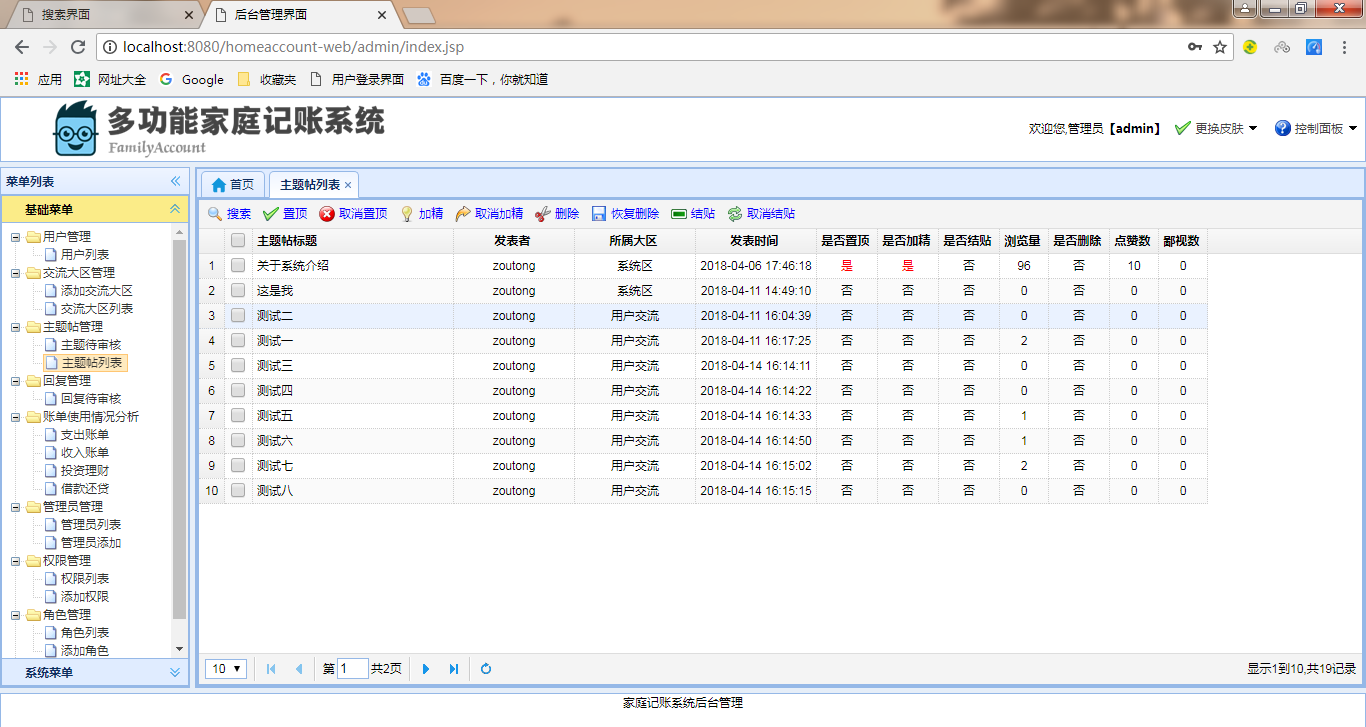 搜索界面 后台管理界面
localhost:8080/homeaccount-web/admin/index.jsp
应用 网址大全 Google 收藏夹 用户登录界面 百度一下，你就知道
多功能家庭记账系统
FamilyAccount
欢迎您,管理员【admin】 更换皮肤 控制面板
菜单列表
基础菜单
用户管理
用户列表
交流大区管理
添加交流大区
交流大区列表
主题帖管理
主题待审核
主题帖列表
回复管理
回复待审核
账单使用情况分析
支出账单
收入账单
投资理财
借款还贷
管理员管理
管理员列表
管理员添加
权限管理
权限列表
添加权限
角色管理
角色列表
添加角色
系统菜单
首页 主题帖列表
搜索 置顶 取消置顶 加精 取消加精 删除 恢复删除 结贴 取消结贴
主题帖标题 发表者 所属大区 发表时间 是否置顶 是否加精 是否结贴 浏览量 是否删除 点赞数 鄙视数
1 关于系统介绍 zoutong 系统区 2018-04-06 17:46:18 是 是 否 96 否 10 0
2 这是我 zoutong 系统区 2018-04-11 14:49:10 否 否 否 0 否 0 0
3 测试二 zoutong 用户交流 2018-04-11 16:04:39 否 否 否 0 否 0 0
4 测试一 zoutong 用户交流 2018-04-11 16:17:25 否 否 否 2 否 0 0
5 测试三 zoutong 用户交流 2018-04-14 16:14:11 否 否 否 0 否 0 0
6 测试四 zoutong 用户交流 2018-04-14 16:14:22 否 否 否 0 否 0 0
7 测试五 zoutong 用户交流 2018-04-14 16:14:33 否 否 否 1 否 0 0
8 测试六 zoutong 用户交流 2018-04-14 16:14:50 否 否 否 1 否 0 0
9 测试七 zoutong 用户交流 2018-04-14 16:15:02 否 否 否 2 否 0 0
10 测试八 zoutong 用户交流 2018-04-14 16:15:15 否 否 否 0 否 0 0
10 第 1 共2页 显示1到10,共19记录
家庭记账系统后台管理